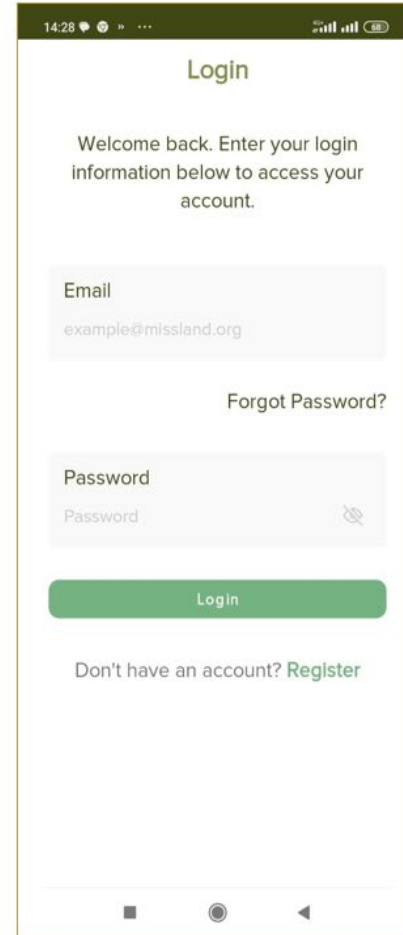 14:28
68
Login
Welcome back. Enter your login
information below to access your
account.
Email
example@missland.org
Forgot Password?
Password
Password
Login
Don't have an account? Register